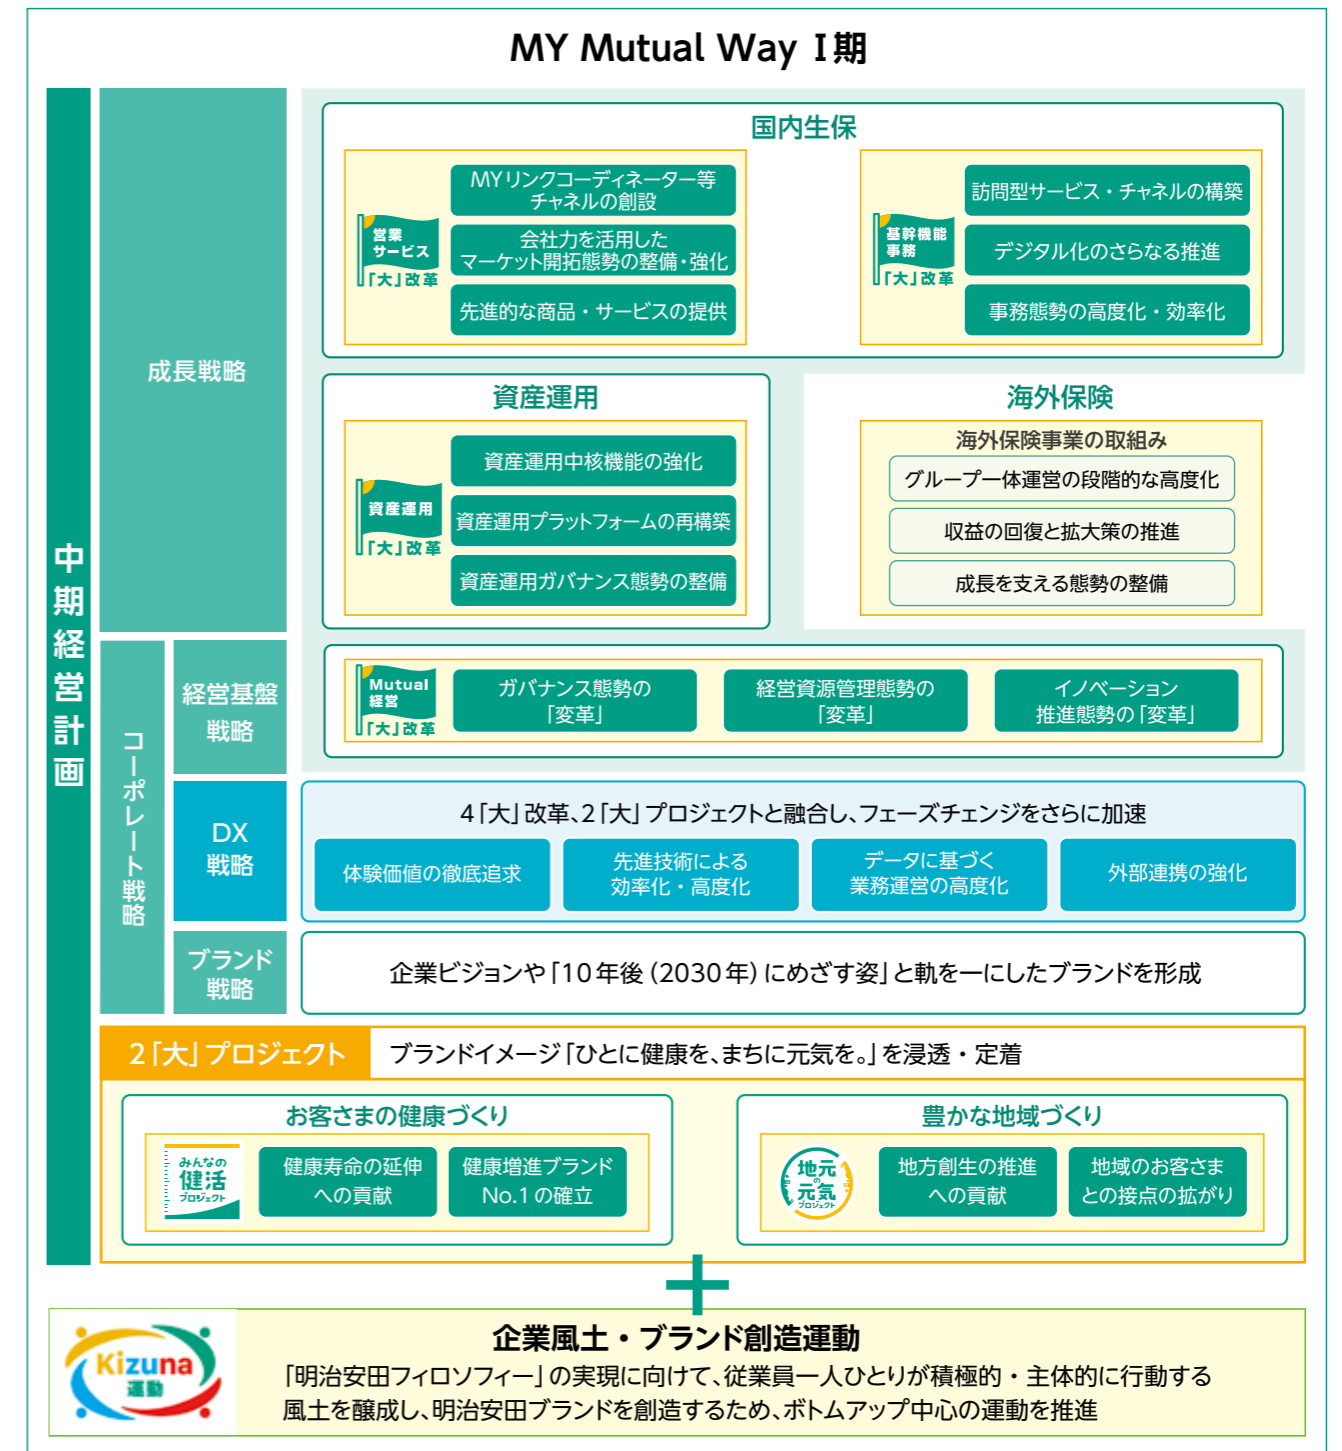 MY Mutual Way Ⅰ期
中期経営計画
成長戦略
国内生保
営業
サービス
「大」改革
MYリンクコーディネーター等
チャネルの創設
会社力を活用した
マーケット開拓態勢の整備・強化
先進的な商品・サービスの提供
基幹機能
事務
「大」改革
訪問型サービス・チャネルの構築
デジタル化のさらなる推進
事務態勢の高度化・効率化
資産運用
資産運用
「大」改革
資産運用中核機能の強化
資産運用プラットフォームの再構築
資産運用ガバナンス態勢の整備
海外保険
海外保険事業の取組み
グループ一体運営の段階的な高度化
収益の回復と拡大策の推進
成長を支える態勢の整備
コーポレート戦略
経営基盤
戦略
Mutual
経営
「大」改革
ガバナンス態勢の
「変革」
経営資源管理態勢の
「変革」
イノベーション
推進態勢の「変革」
DX
戦略
4「大」改革、2「大」プロジェクトと融合し、フェーズチェンジをさらに加速
体験価値の徹底追求
先進技術による
効率化・高度化
データに基づく
業務運営の高度化
外部連携の強化
ブランド
戦略
企業ビジョンや「10年後（2030年）にめざす姿」と軌を一にしたブランドを形成
2「大」プロジェクト
ブランドイメージ「ひとに健康を、まちに元気を。」を浸透・定着
お客さまの健康づくり
みんなの
健活
プロジェクト
健康寿命の延伸
への貢献
健康増進ブランド
No.1の確立
豊かな地域づくり
地元
の
元気
プロジェクト
地方創生の推進
への貢献
地域のお客さま
との接点の拡がり
+
Kizuna
運動
企業風土・ブランド創造運動
「明治安田フィロソフィー」の実現に向けて、従業員一人ひとりが積極的・主体的に行動する
風土を醸成し、明治安田ブランドを創造するため、ボトムアップ中心の運動を推進